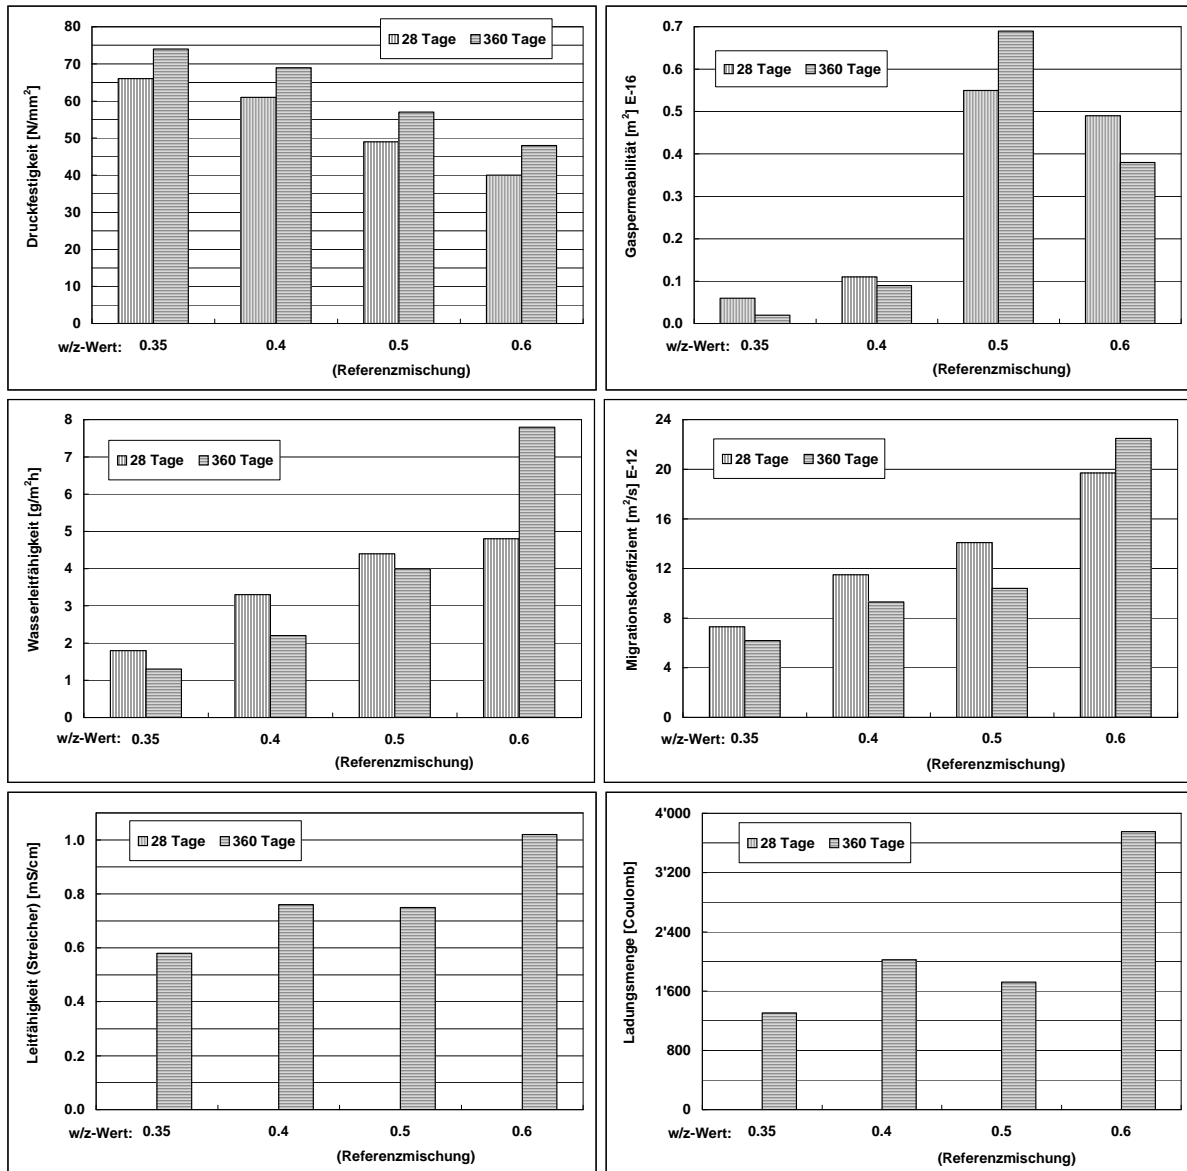 Druckfestigkeit [N/mm²]
80
70
60
50
40
30
20
10
0
28 Tage 360 Tage
w/z-Wert: 0.35 0.4 0.5 0.6
(Referenzmischung)
Gaspermeabilität [m²] E-16
0.7
0.6
0.5
0.4
0.3
0.2
0.1
0.0
28 Tage 360 Tage
w/z-Wert: 0.35 0.4 0.5 0.6
(Referenzmischung)
Wasserleitfähigkeit [g/m²h]
8
7
6
5
4
3
2
1
0
28 Tage 360 Tage
w/z-Wert: 0.35 0.4 0.5 0.6
(Referenzmischung)
Migrationskoeffizient [m²/s] E-12
24
20
16
12
8
4
0
28 Tage 360 Tage
w/z-Wert: 0.35 0.4 0.5 0.6
(Referenzmischung)
Leitfähigkeit (Streicher) [mS/cm]
1.0
0.8
0.6
0.4
0.2
0.0
28 Tage 360 Tage
w/z-Wert: 0.35 0.4 0.5 0.6
(Referenzmischung)
Ladungsmenge [Coulomb]
4'000
3'200
2'400
1'600
800
0
28 Tage 360 Tage
w/z-Wert: 0.35 0.4 0.5 0.6
(Referenzmischung)